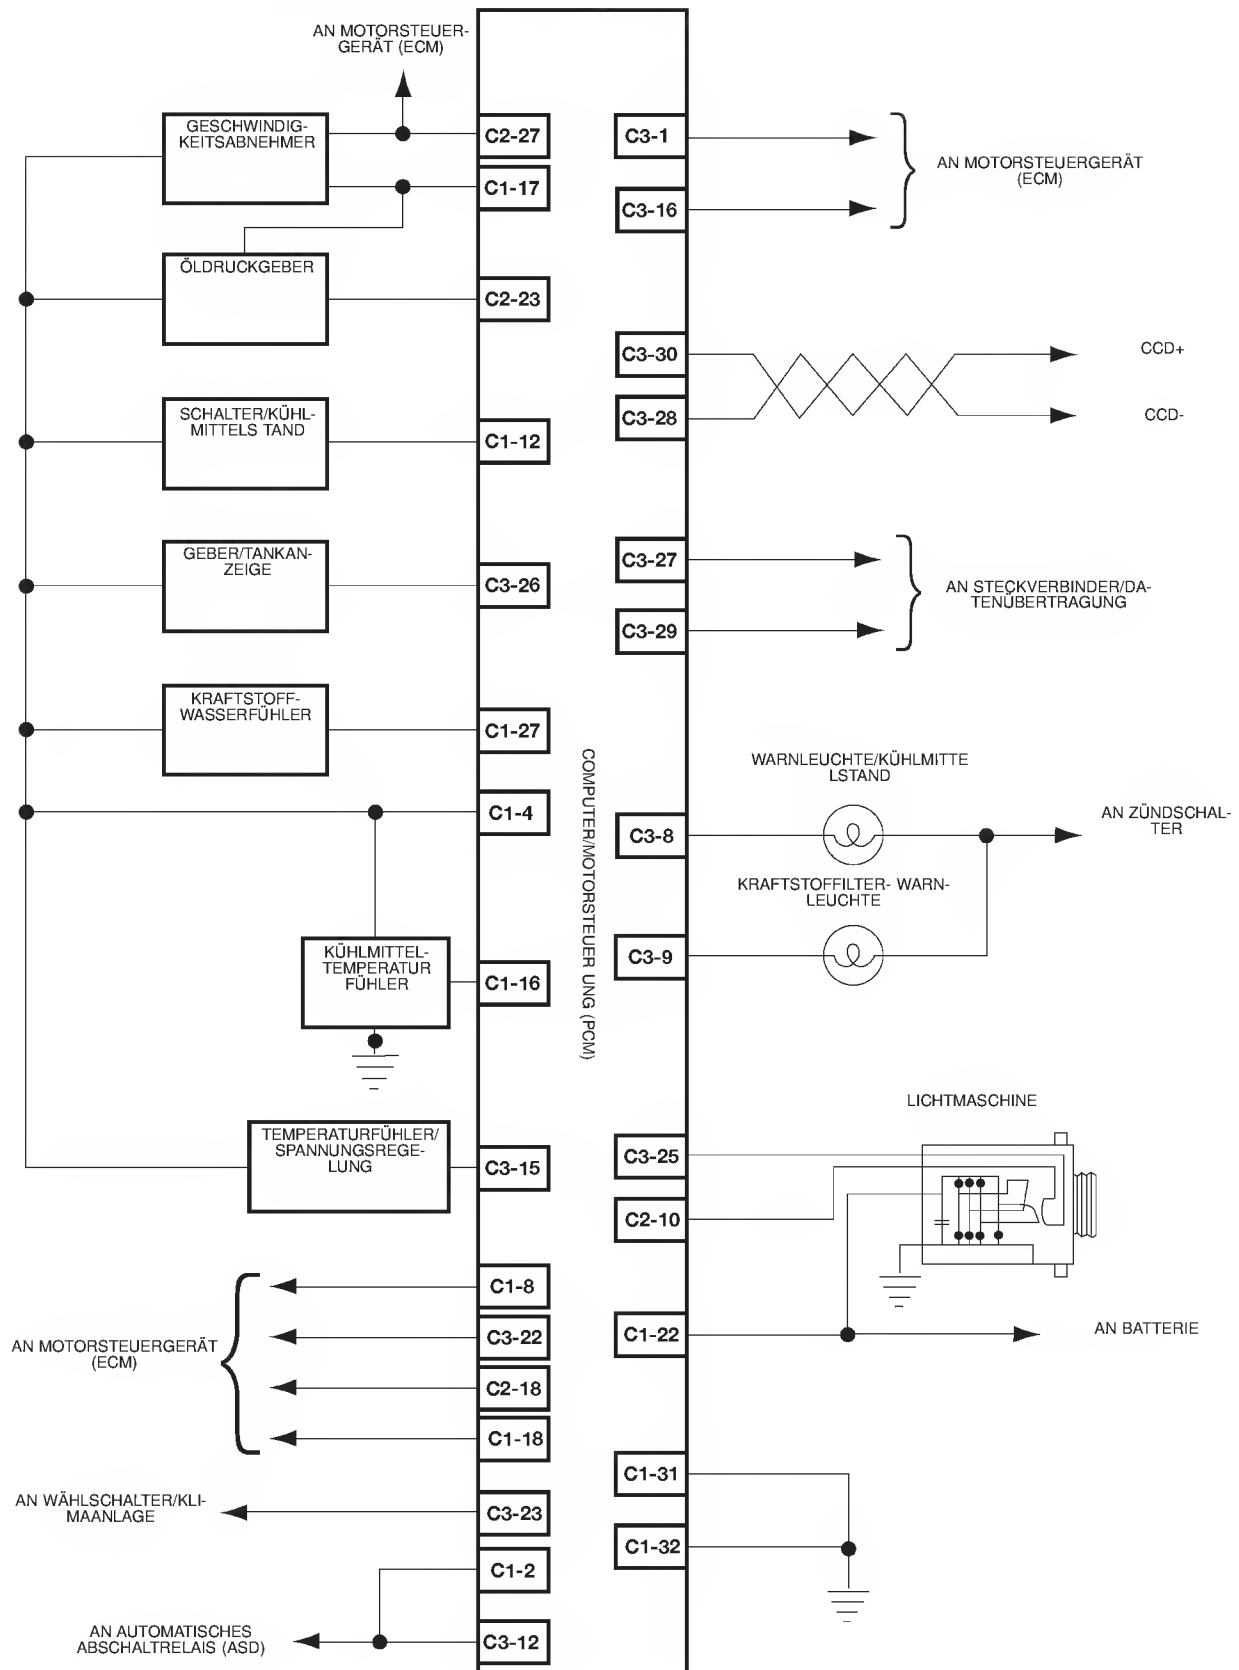 AN MOTORSTEUER-
GERÄT (ECM)
GESCHWINDIG-
KEITSABNEHMER
C2-27
C1-17
ÖLDRUCKGEBER
C2-23
SCHALTER/KÜHL-
MITTELS TAND
C1-12
GEBER/TANKAN-
ZEIGE
C3-26
KRAFTSTOFF-
WASSERFÜHLER
C1-27
C1-4
KÜHLMITTEL-
TEMPERATUR
FÜHLER
C1-16
TEMPERATURFÜHLER/
SPANNUNGSREGE-
LUNG
C3-15
C1-8
C3-22
AN MOTORSTEUERGERÄT
(ECM)
C2-18
C1-18
AN WÄHLSCHALTER/KLI-
MAANLAGE
C3-23
C1-2
AN AUTOMATISCHES
ABSCHALTRELAIS (ASD)
C3-12
COMPUTER/MOTORSTEUER UNG (PCM)
C3-1
C3-16
AN MOTORSTEUERGERÄT
(ECM)
C3-30
CCD+
C3-28
CCD-
C3-27
C3-29
AN STECKVERBINDER/DA-
TENÜBERTRAGUNG
WARNLEUCHTE/KÜHLMITTE
LSTAND
C3-8
AN ZÜNDSCHAL-
TER
KRAFTSTOFFILTER- WARN-
LEUCHTE
C3-9
LICHTMASCHINE
C3-25
C2-10
C1-22
AN BATTERIE
C1-31
C1-32